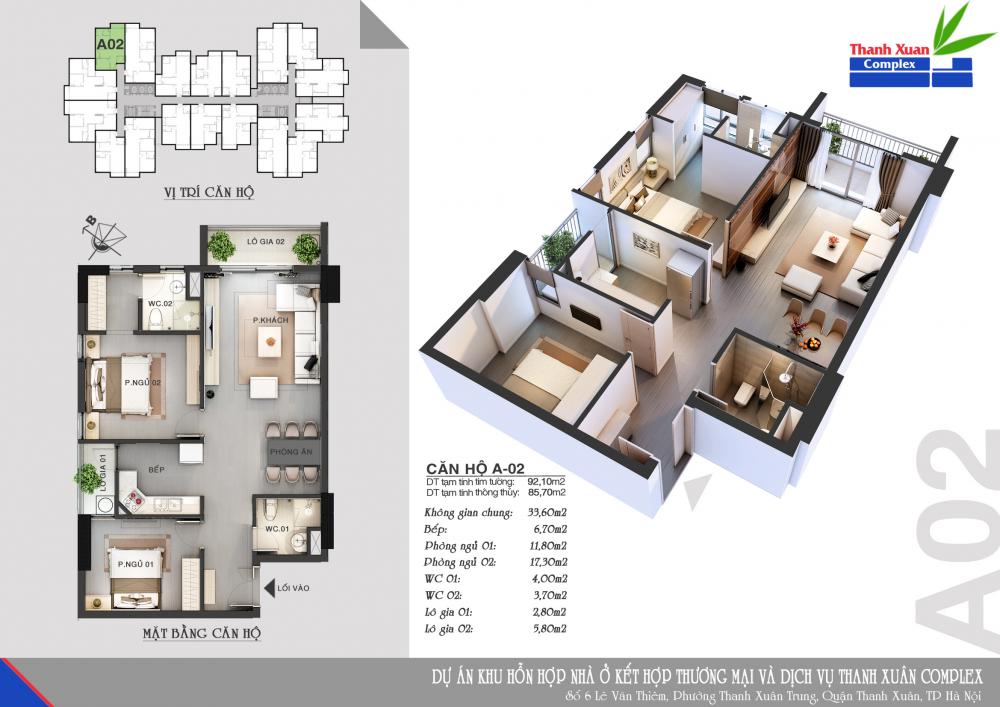 A02
VỊ TRÍ CĂN HỘ
Thanh Xuan
Complex
B
LÔ GIA 02
WC.02
P.KHÁCH
P.NGỦ 02
PHÒNG ĂN
BẾP
LÔ GIA 01
WC.01
P.NGỦ 01
LỐI VÀO
MẶT BẰNG CĂN HỘ
CĂN HỘ A-02
DT tạm tính tim tường: 92,10m2
DT tạm tính thông thủy: 85,70m2
Không gian chung: 33,60m2
Bếp: 6,70m2
Phòng ngủ 01: 11,80m2
Phòng ngủ 02: 17,30m2
WC 01: 4,00m2
WC 02: 3,70m2
Lô gia 01: 2,80m2
Lô gia 02: 5,80m2
A02
DỰ ÁN KHU HỖN HỢP NHÀ Ở KẾT HỢP THƯƠNG MẠI VÀ DỊCH VỤ THANH XUÂN COMPLEX
Số 6 Lê Văn Thiêm, Phường Thanh Xuân Trung, Quận Thanh Xuân, TP Hà Nội